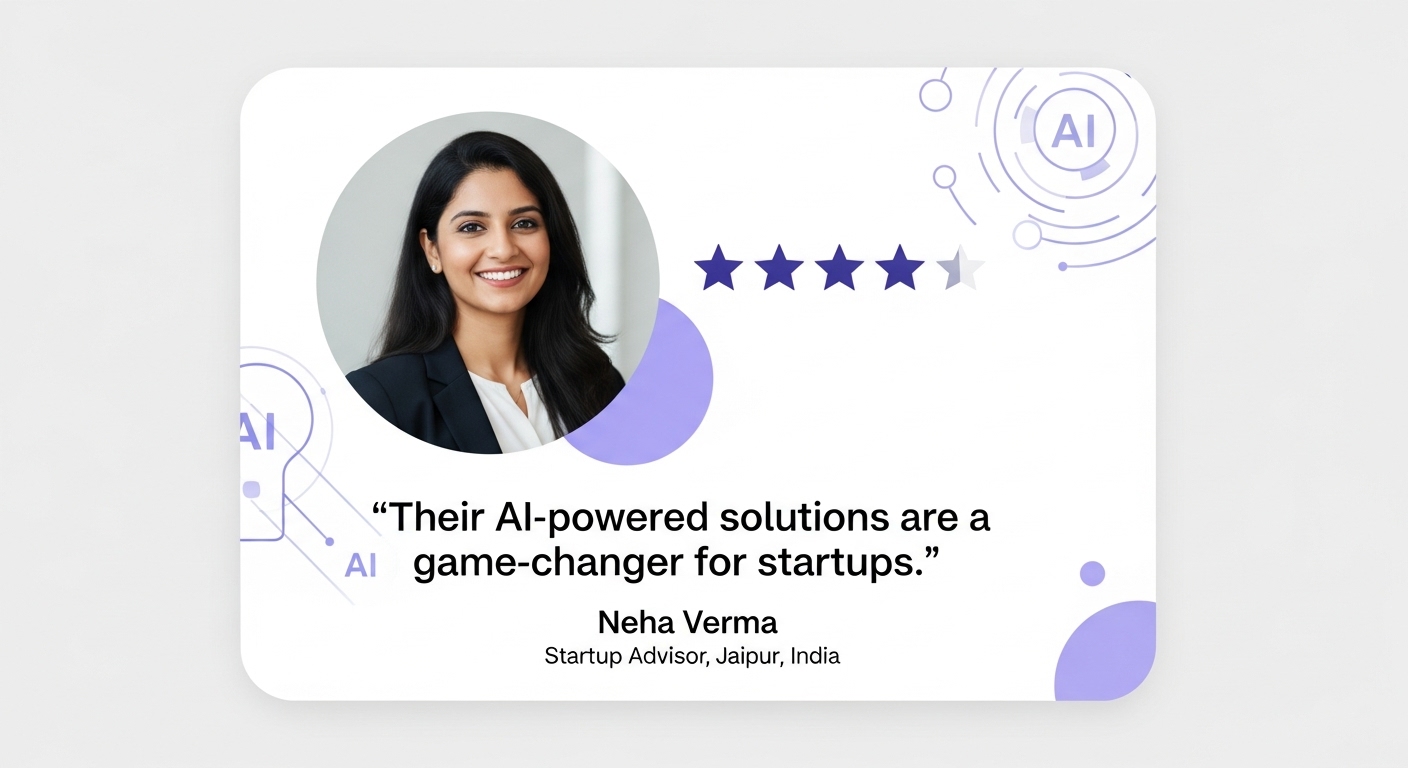 AI
AI
“Their AI-powered solutions are a
game-changer for startups.”
AI
Neha Verma
Startup Advisor, Jaipur, India